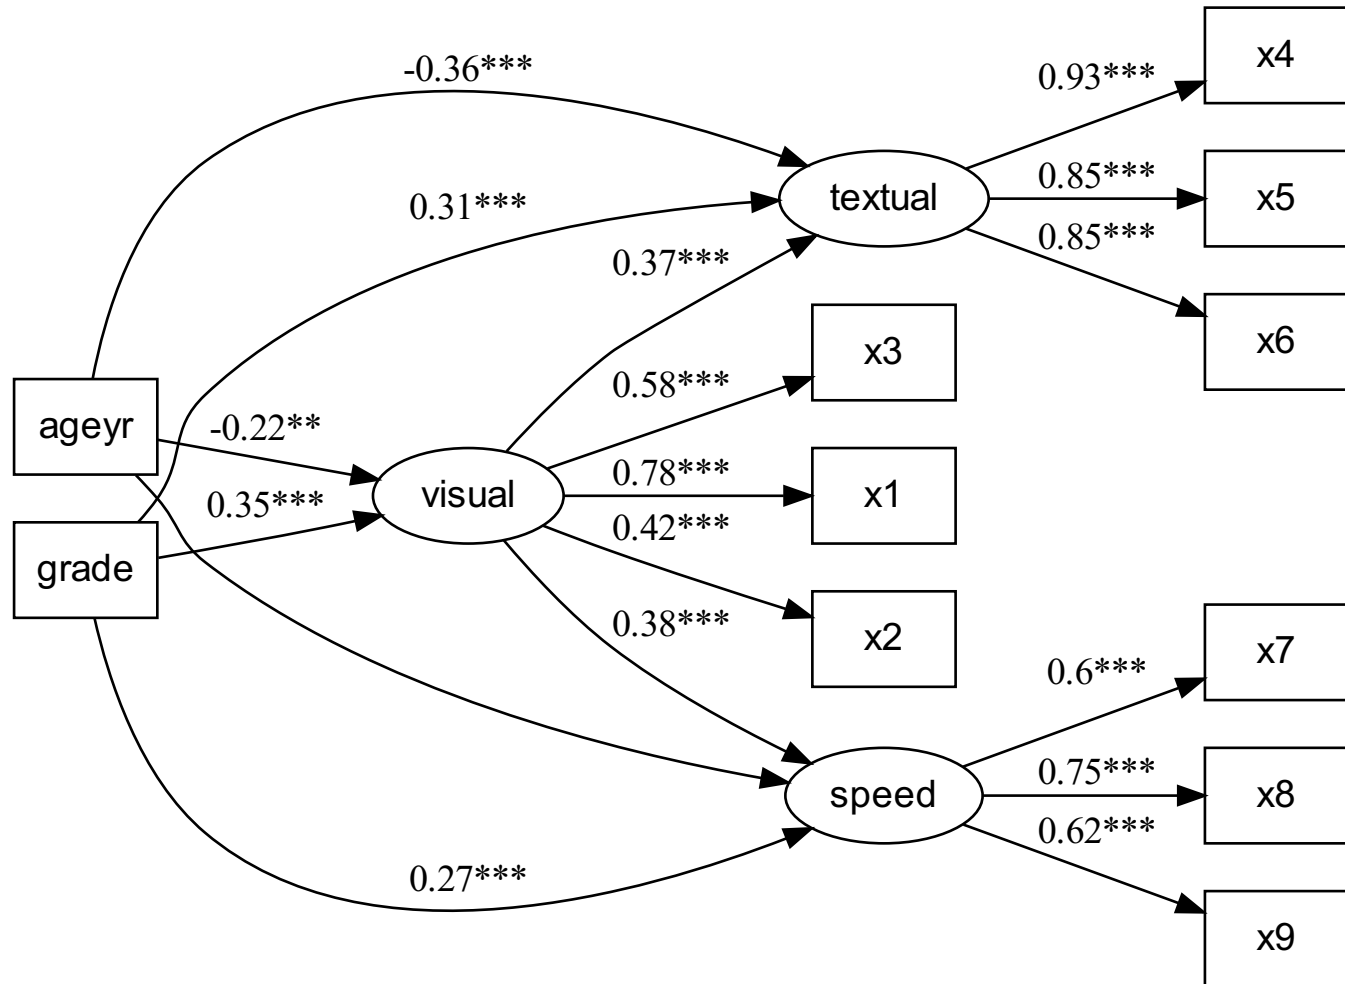 x4
-0.36***
0.93***
0.85***
x5
textual
0.31***
0.85***
0.37***
x6
x3
0.58***
ageyr
-0.22**
0.78***
visual
x1
0.35***
0.42***
grade
0.38***
x2
x7
0.6***
0.75***
speed
x8
0.62***
0.27***
x9